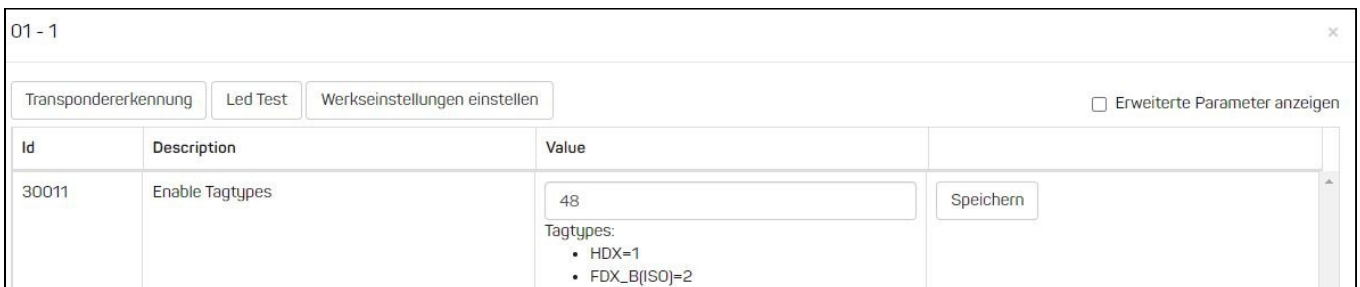 01 - 1
×
Transpondererkennung Led Test Werkseinstellungen einstellen Erweiterte Parameter anzeigen
Id Description Value
30011 Enable Tagtypes 48 Speichern
Tagtypes:
• HDX=1
• FDX_B(ISO)=2